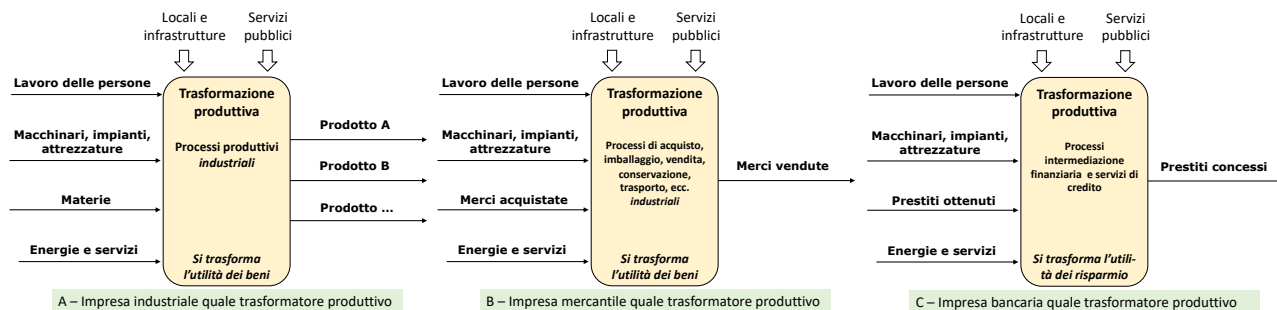 Locali e
infrastrutture
Servizi
pubblici
Lavoro delle persone
Macchinari, impianti,
attrezzature
Materie
Energie e servizi
Trasformazione
produttiva
Processi produttivi
industriali
Si trasforma
l'utilità dei beni
Prodotto A
Prodotto B
Prodotto ...
A – Impresa industriale quale trasformatore produttivo
Locali e
infrastrutture
Servizi
pubblici
Lavoro delle persone
Macchinari, impianti,
attrezzature
Merci acquistate
Energie e servizi
Trasformazione
produttiva
Processi di acquisto,
imballaggio, vendita,
conservazione,
trasporto, ecc.
industriali
Si trasforma
l'utilità dei beni
Merci vendute
B – Impresa mercantile quale trasformatore produttivo
Locali e
infrastrutture
Servizi
pubblici
Lavoro delle persone
Macchinari, impianti,
attrezzature
Prestiti ottenuti
Energie e servizi
Trasformazione
produttiva
Processi
intermediazione
finanziaria e servizi di
credito
Si trasforma l'utili-
tà dei risparmio
Prestiti concessi
C – Impresa bancaria quale trasformatore produttivo